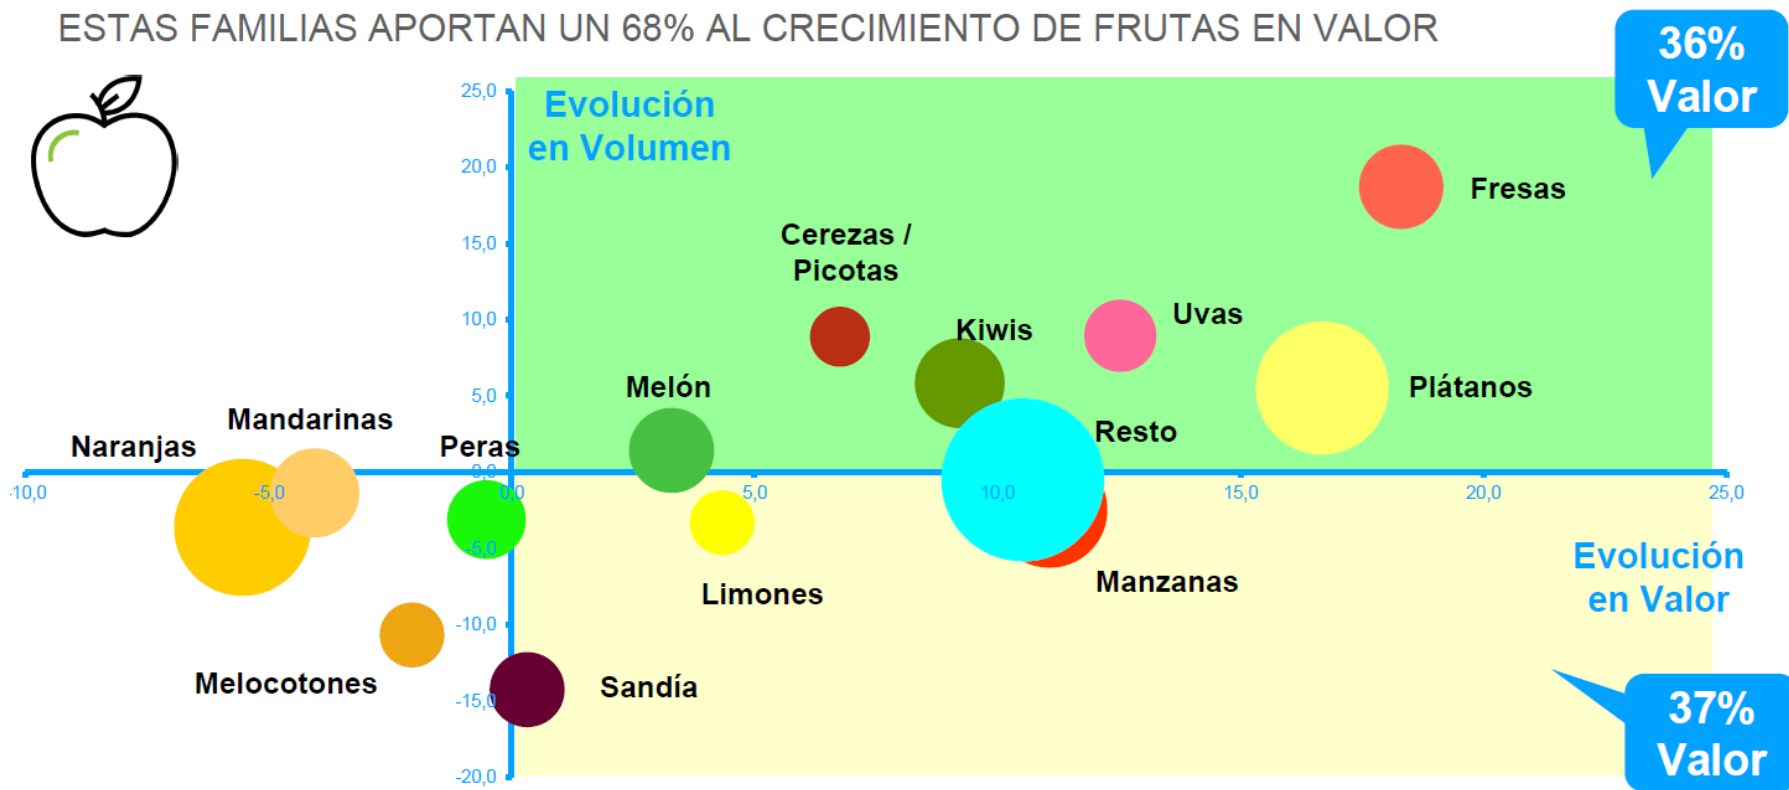 ESTAS FAMILIAS APORTAN UN 68% AL CRECIMIENTO DE FRUTAS EN VALOR
36%
Valor
25,0
Evolución
en Volumen
20,0
Fresas
15,0
Cerezas /
Picotas
10,0
Uvas
Kiwis
5,0
Melón
Plátanos
Mandarinas
Naranjas
Peras
Resto
0,0
-10,0
-5,0
0,0
5,0
10,0
15,0
20,0
25,0
-5,0
Evolución
en Valor
Limones
Manzanas
-10,0
Melocotones
Sandía
-15,0
37%
Valor
-20,0